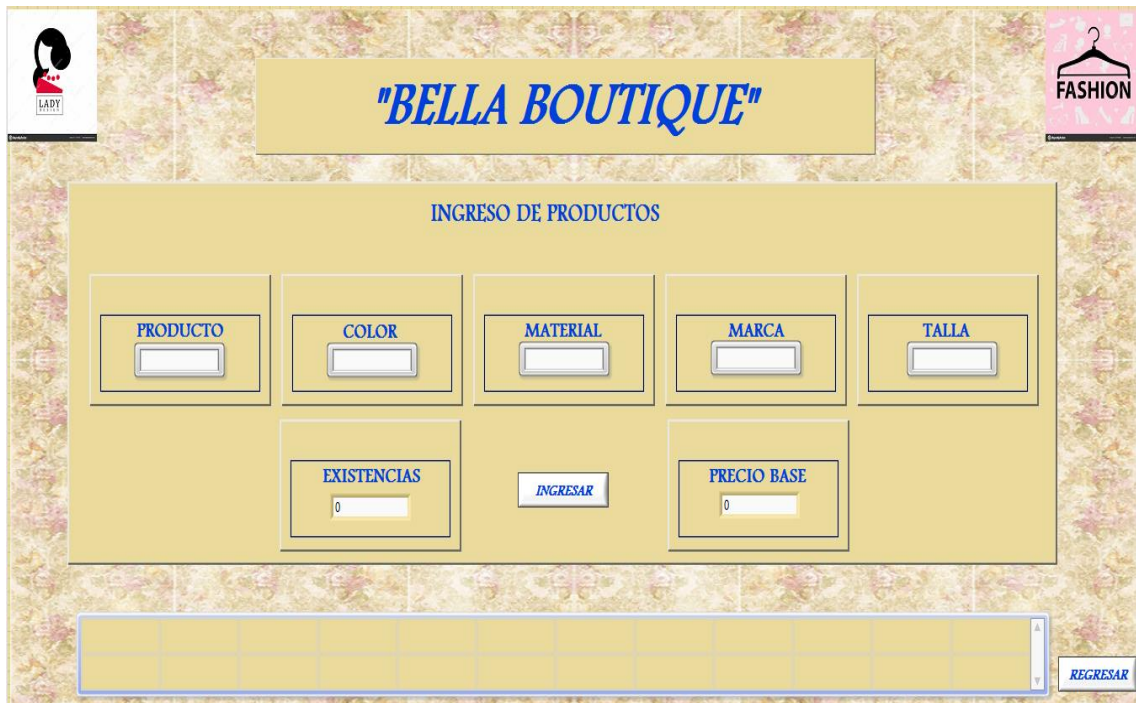 LADY
DESIGN
FASHION
"BELLA BOUTIQUE"
INGRESO DE PRODUCTOS
PRODUCTO
COLOR
MATERIAL
MARCA
TALLA
EXISTENCIAS
0
INGRESAR
PRECIO BASE
0
REGRESAR